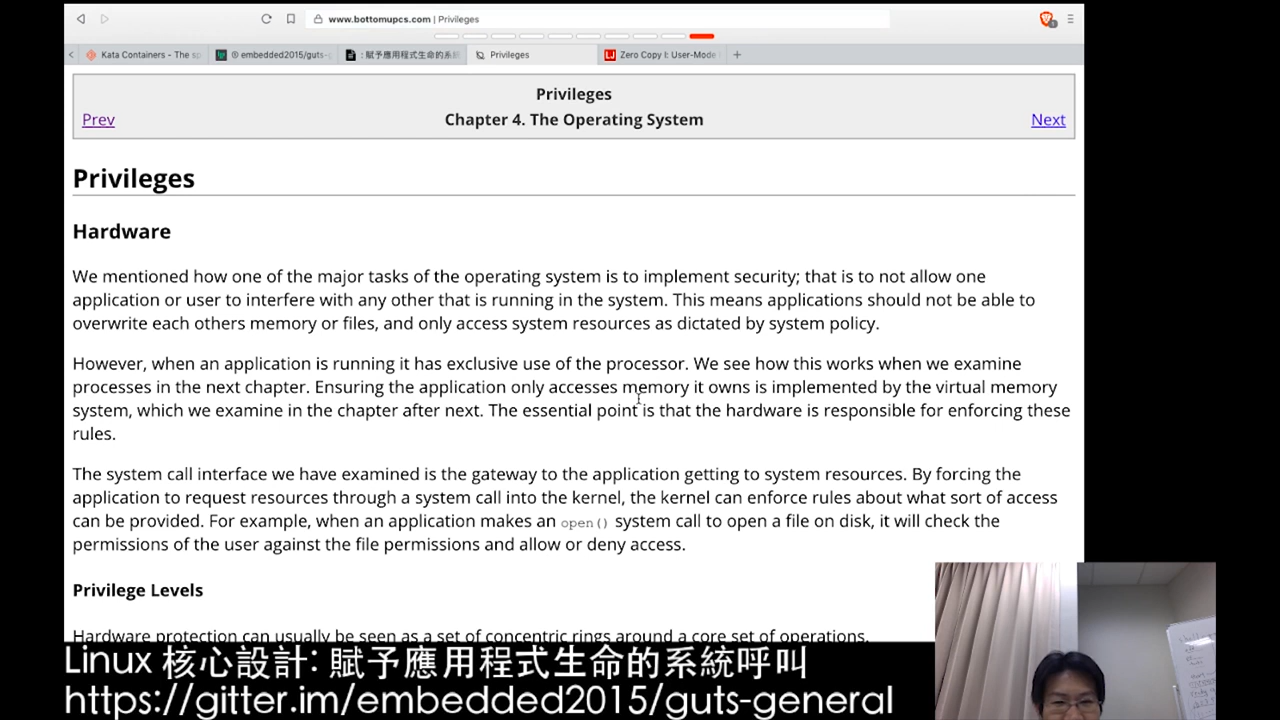 www.bottomupcs.com | Privileges
Kata Containers - The sp
embedded2015/guts-g
: 賦予應用程式生命的系統
Privileges
Zero Copy I: User-Mode
Privileges
Prev
Chapter 4. The Operating System
Next
Privileges
Hardware
We mentioned how one of the major tasks of the operating system is to implement security; that is to not allow one
application or user to interfere with any other that is running in the system. This means applications should not be able to
overwrite each others memory or files, and only access system resources as dictated by system policy.
However, when an application is running it has exclusive use of the processor. We see how this works when we examine
processes in the next chapter. Ensuring the application only accesses memory it owns is implemented by the virtual memory
system, which we examine in the chapter after next. The essential point is that the hardware is responsible for enforcing these
rules.
The system call interface we have examined is the gateway to the application getting to system resources. By forcing the
application to request resources through a system call into the kernel, the kernel can enforce rules about what sort of access
can be provided. For example, when an application makes an open() system call to open a file on disk, it will check the
permissions of the user against the file permissions and allow or deny access.
Privilege Levels
Hardware protection can usually be seen as a set of concentric rings around a core set of operations.
Linux 核心設計: 賦予應用程式生命的系統呼叫
https://gitter.im/embedded2015/guts-general